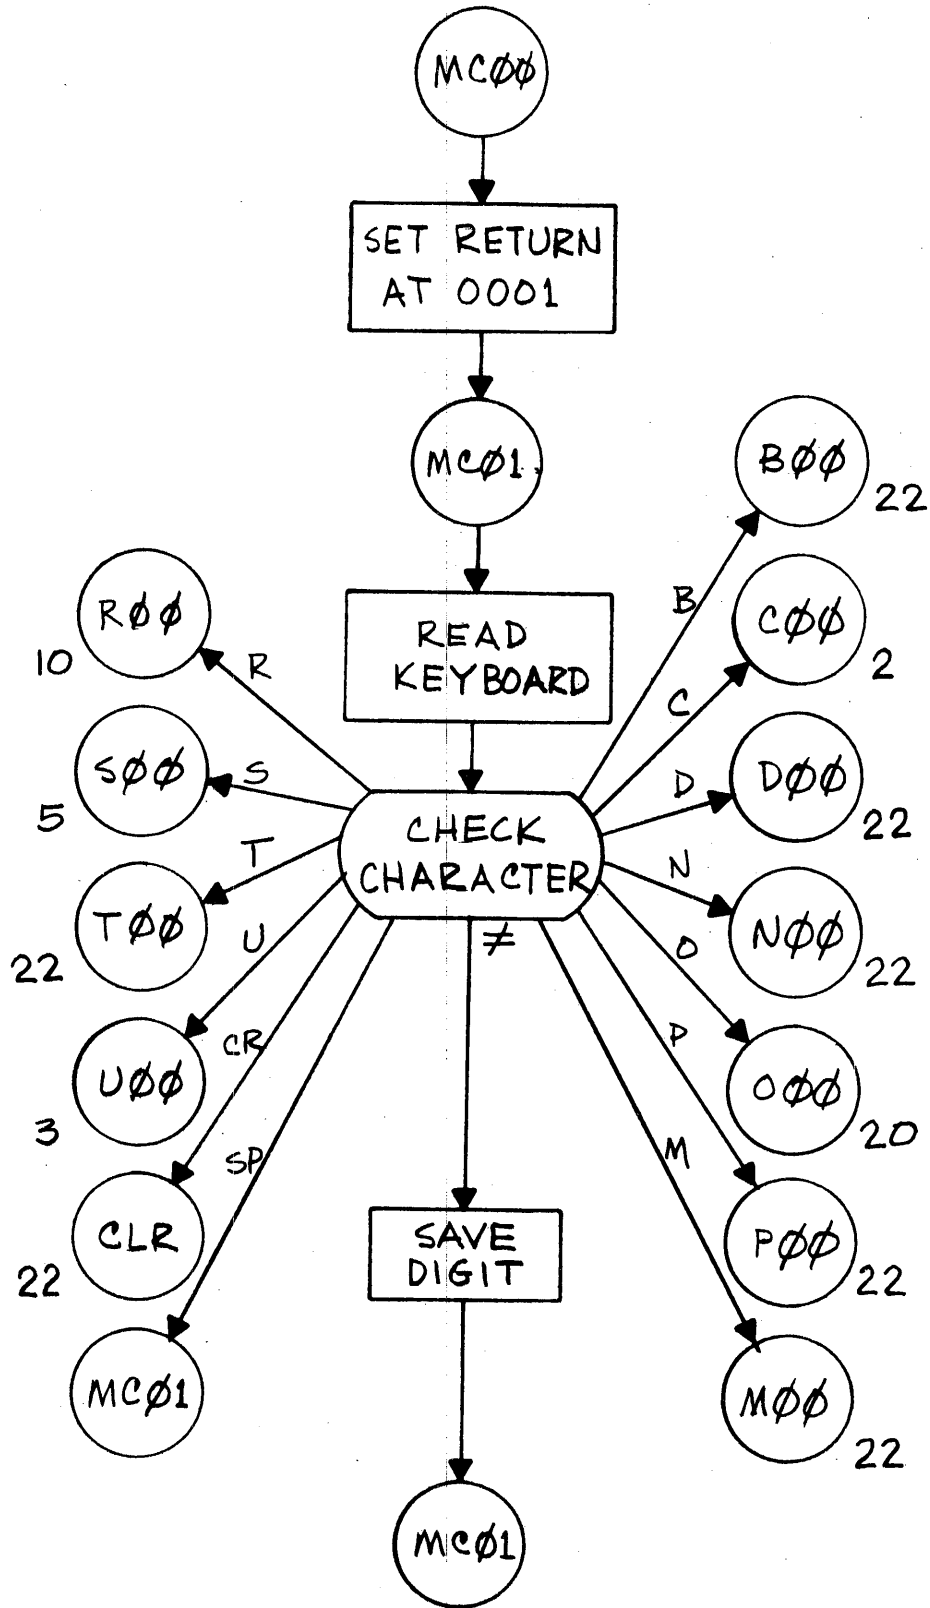 MCØØ
SET RETURN
AT 0001
MCØ1
READ
KEYBOARD
CHECK
CHARACTER
R
RØØ
10
S
SØØ
5
T
TØØ
22
U
UØØ
3
CR
CLR
22
SP
MCØ1
≠
SAVE
DIGIT
MCØ1
B
BØØ
22
C
CØØ
2
D
DØØ
22
N
NØØ
22
O
OØØ
20
P
PØØ
22
M
MØØ
22